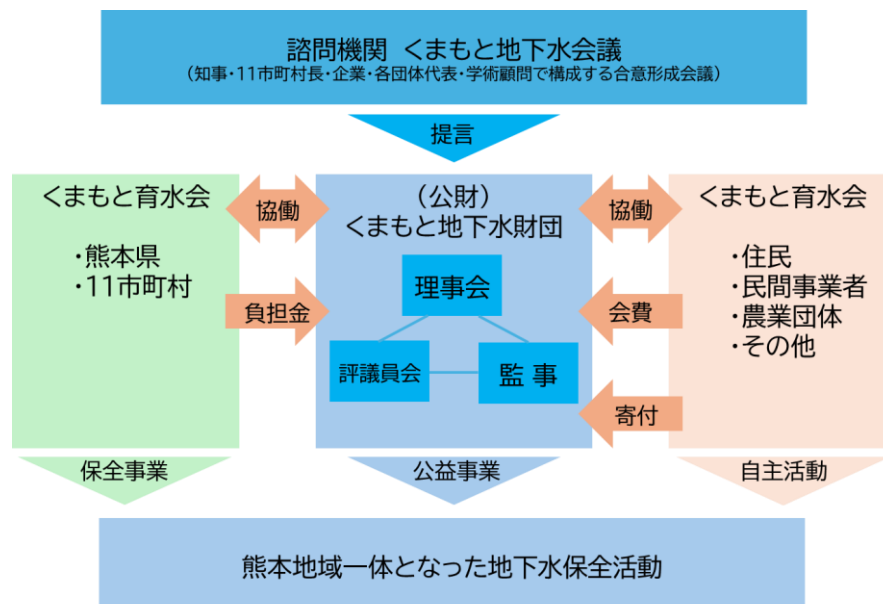 諮問機関 くまもと地下水会議
（知事・11市町村長・企業・各団体代表・学術顧問で構成する合意形成会議）
提言
くまもと育水会
・熊本県
・11市町村
協働
負担金
（公財）
くまもと地下水財団
理事会
評議員会
監 事
協働
会費
寄付
くまもと育水会
・住民
・民間事業者
・農業団体
・その他
保全事業
公益事業
自主活動
熊本地域一体となった地下水保全活動